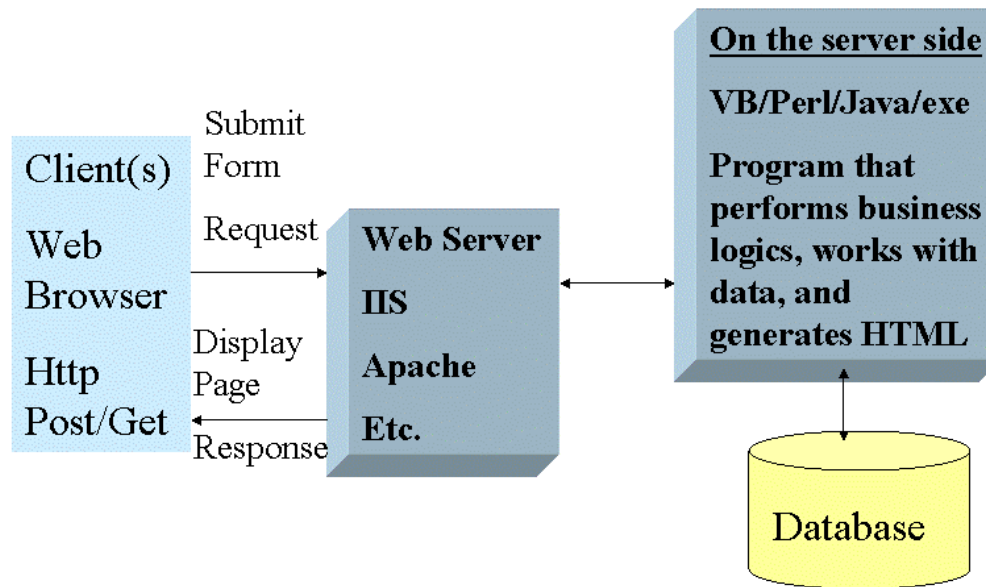 Client(s)
Web
Browser
Http
Post/Get
Submit
Form
Request
Display
Page
Response
Web Server
IIS
Apache
Etc.
On the server side
VB/Perl/Java/exe
Program that
performs business
logics, works with
data, and
generates HTML
Database